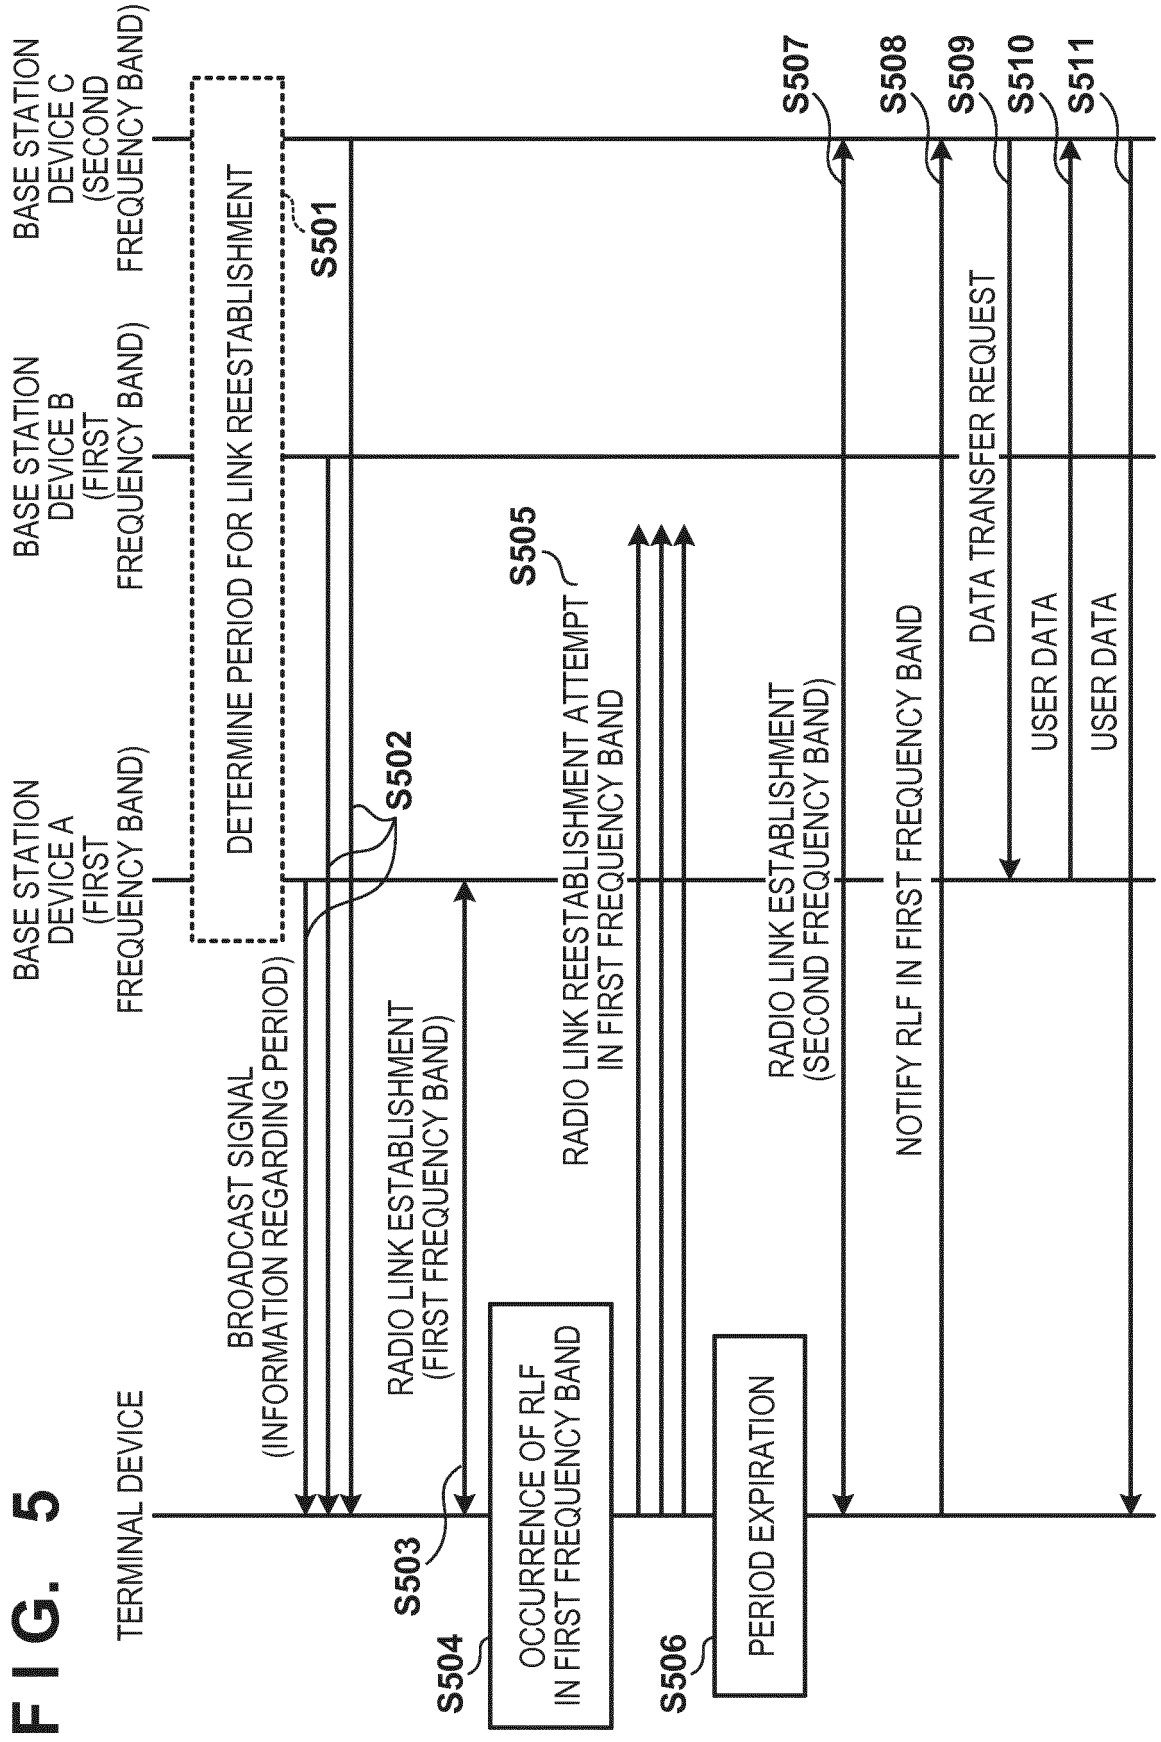 FIG. 5
TERMINAL DEVICE
BASE STATION
DEVICE A
(FIRST
FREQUENCY BAND)
BASE STATION
DEVICE B
(FIRST
FREQUENCY BAND)
BASE STATION
DEVICE C
(SECOND
FREQUENCY BAND)
DETERMINE PERIOD FOR LINK REESTABLISHMENT
S501
BROADCAST SIGNAL
(INFORMATION REGARDING PERIOD)
S502
RADIO LINK ESTABLISHMENT
(FIRST FREQUENCY BAND)
S503
S504
OCCURRENCE OF RLF
IN FIRST FREQUENCY BAND
RADIO LINK REESTABLISHMENT ATTEMPT
IN FIRST FREQUENCY BAND
S505
S506
PERIOD EXPIRATION
RADIO LINK ESTABLISHMENT
(SECOND FREQUENCY BAND)
S507
NOTIFY RLF IN FIRST FREQUENCY BAND
S508
DATA TRANSFER REQUEST
S509
USER DATA
S510
USER DATA
S511